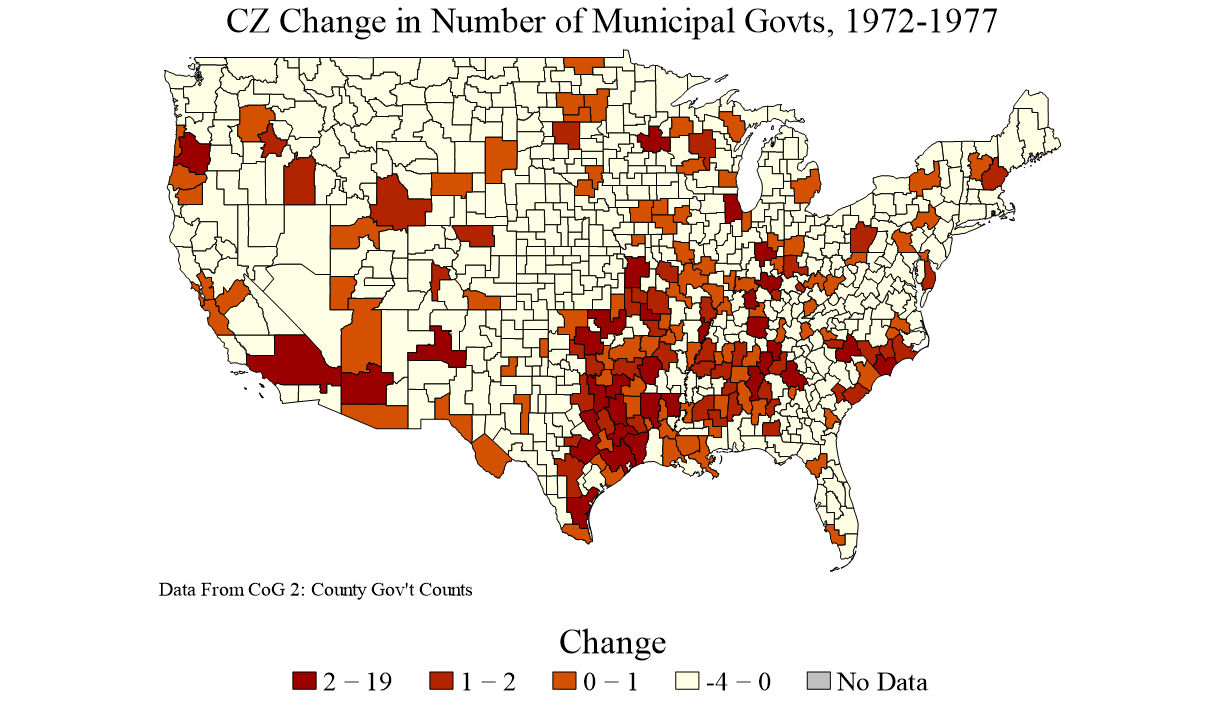 CZ Change in Number of Municipal Govts, 1972-1977
Data From CoG 2: County Gov't Counts
Change
2 − 19 1 − 2 0 − 1 -4 − 0 No Data